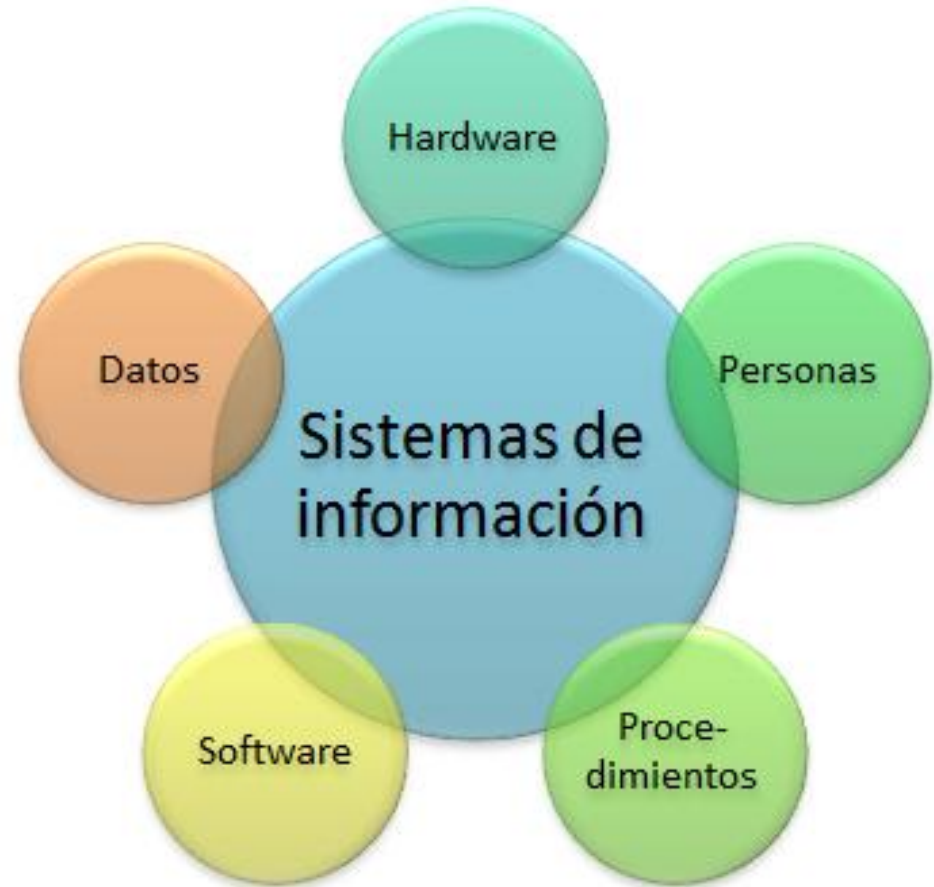 Hardware
Datos
Personas
Sistemas de
información
Software
Proce-
dimientos